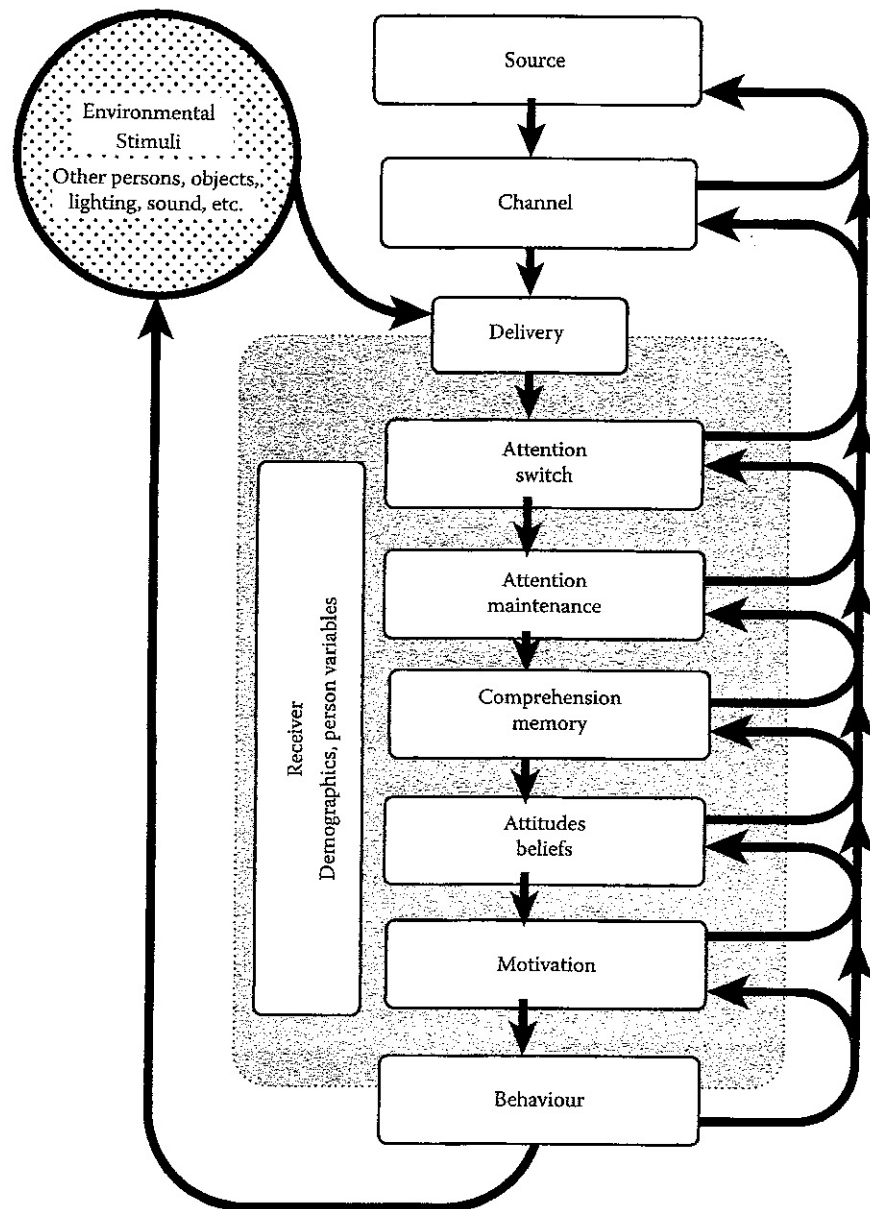 Environmental
Stimuli
Other persons, objects,
lighting, sound, etc.
Source
Channel
Delivery
Attention
switch
Attention
maintenance
Comprehension
memory
Attitudes
beliefs
Motivation
Behaviour
Receiver
Demographics, person variables